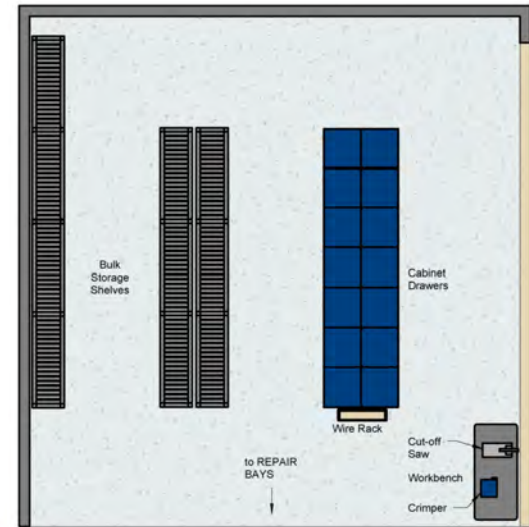 Bulk
Storage
Shelves
Cabinet
Drawers
Wire Rack
Cut-off
Saw
to REPAIR
BAYS
Workbench
Crimper